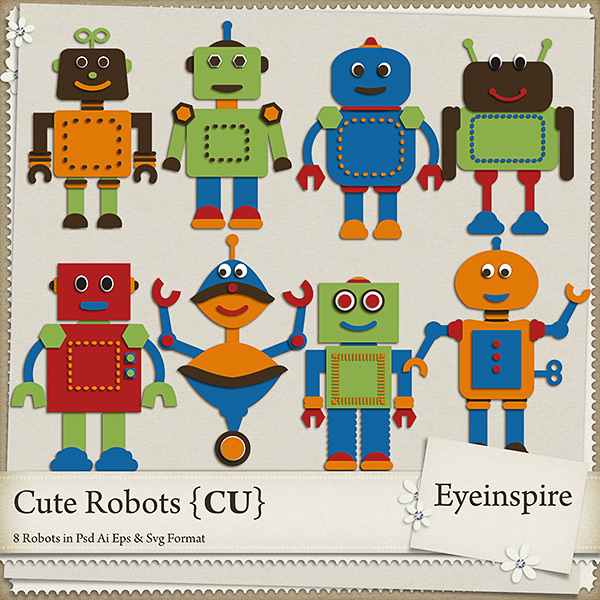 Cute Robots {CU}
Eyeinspire
8 Robots in Psd Ai Eps & Svg Format